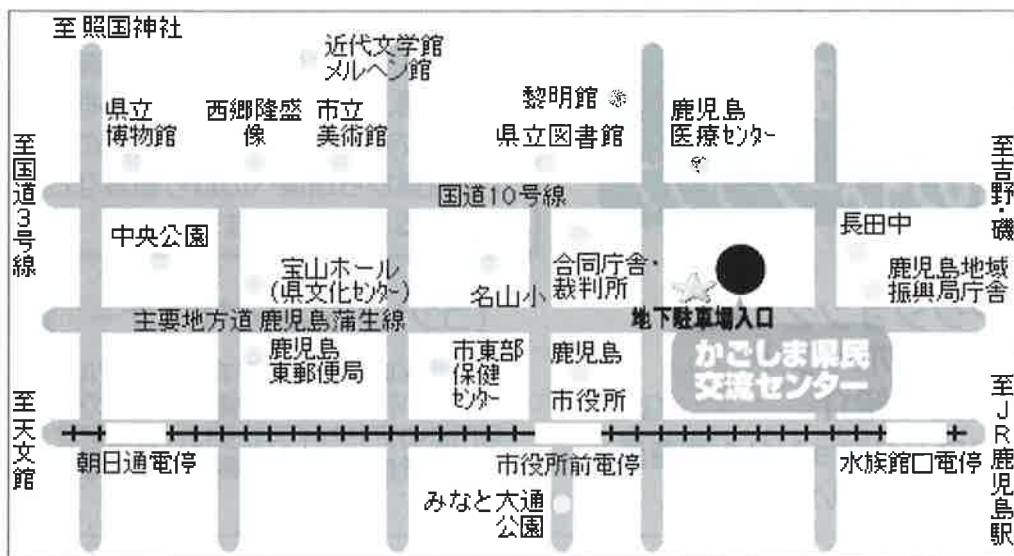 至 照国神社
近代文学館
メルヘン館
県立
博物館
西郷隆盛
像
市立
美術館
黎明館
県立図書館
鹿児島
医療センター
至国道3号線
至吉野・磯
国道10号線
中央公園
長田中
宝山ホール
(県文化センター)
名山小
合同庁舎・
裁判所
鹿児島地域
振興局庁舎
主要地方道 鹿児島蒲生線
地下駐車場入口
かごしま県民
交流センター
鹿児島
東郵便局
市東部
保健
センター
鹿児島
市役所
至天文館
至JR鹿児島駅
朝日通電停
市役所前電停
水族館口電停
みなと大通
公園